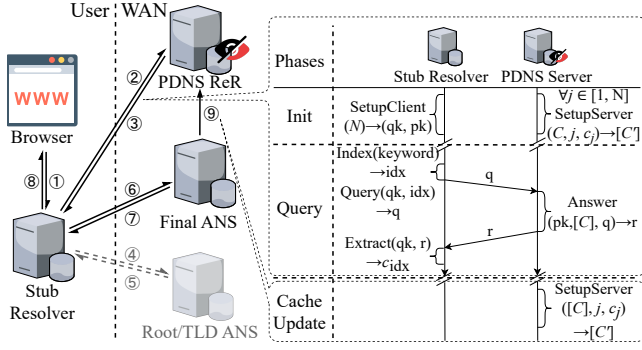 User
WAN
WWW
Browser
②
③
PDNS ReR
⑨
⑧
①
⑥
⑦
Final ANS
④
⑤
Stub
Resolver
Root/TLD ANS
Phases
Stub Resolver
PDNS Server
Init
SetupClient
(N)→(qk, pk)
∀j ∈ [1, N]
SetupServer
(C, j, cⱼ)→[C']
Query
Index(keyword)
→idx
Query(qk, idx)
→q
q
Answer
(pk,[C], q)→r
r
Extract(qk, r)
→c_idx
Cache
Update
SetupServer
([C], j, cⱼ)
→[C']